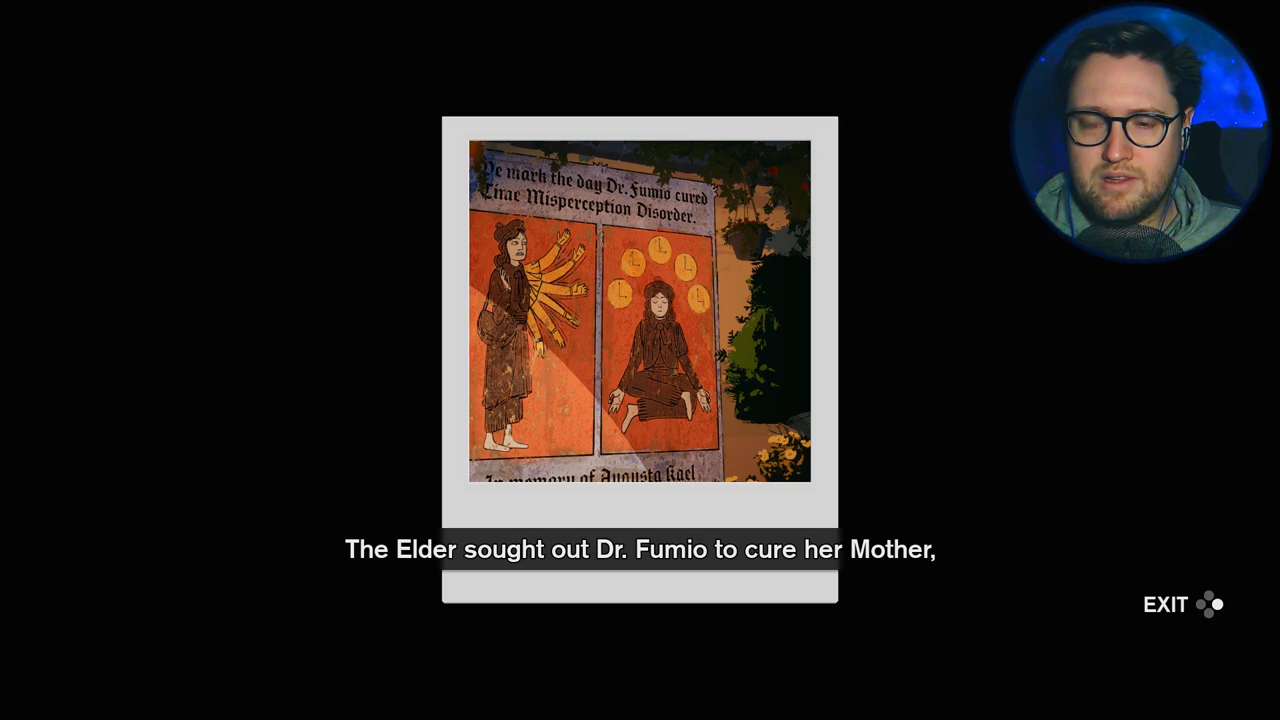 We mark the day Dr. Fumio cured
Time Misperception Disorder.
In memory of Augusta Kael
The Elder sought out Dr. Fumio to cure her Mother,
EXIT